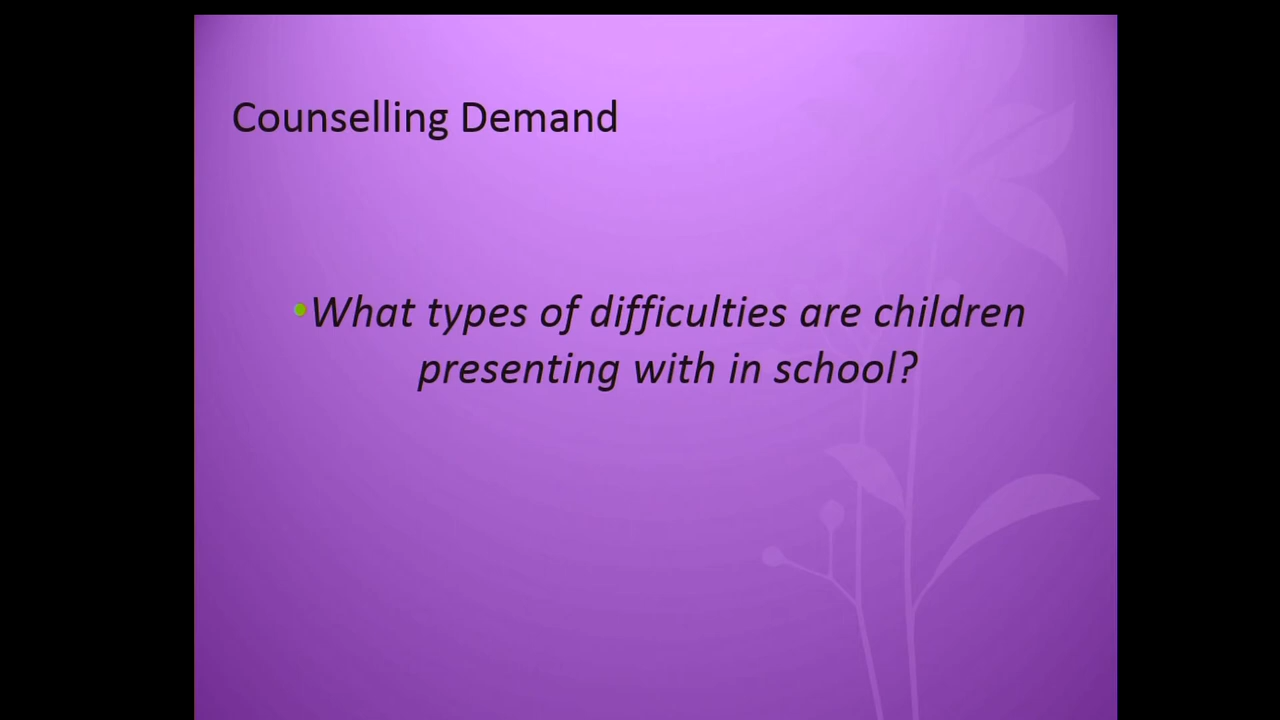 Counselling Demand
•What types of difficulties are children
presenting with in school?